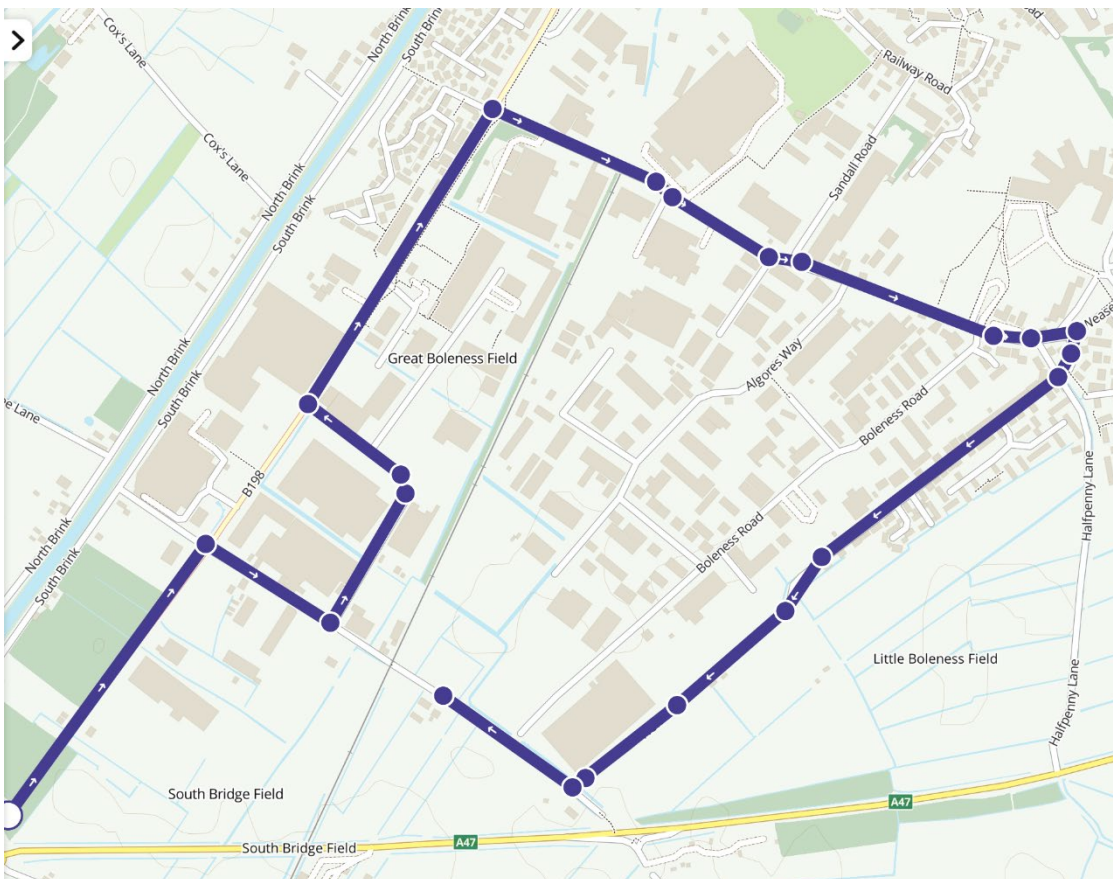 Cox's Lane
North Brink
South Brink
Railway Road
Cox's Lane
Sandall Road
North Brink
South Brink
Great Boleness Field
Algores Way
North Brink
South Brink
Lane
Boleness Road
B198
Halfpenny Lane
Boleness Road
North Brink
South Brink
Little Boleness Field
Halfpenny Lane
South Bridge Field
A47
A47
South Bridge Field